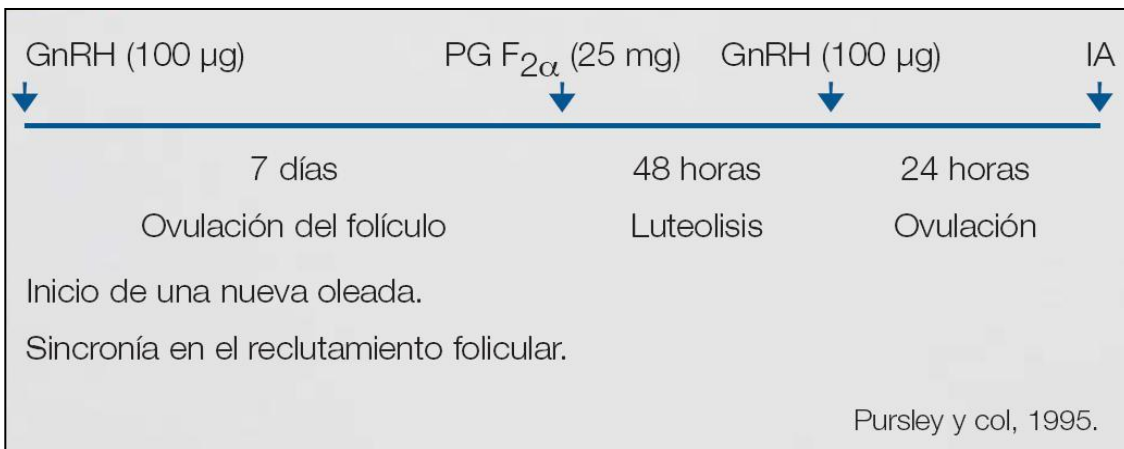 GnRH (100 µg) PG F2α (25 mg) GnRH (100 µg) IA
7 días 48 horas 24 horas
Ovulación del folículo Luteolisis Ovulación
Inicio de una nueva oleada.
Sincronía en el reclutamiento folicular.
Pursley y col, 1995.